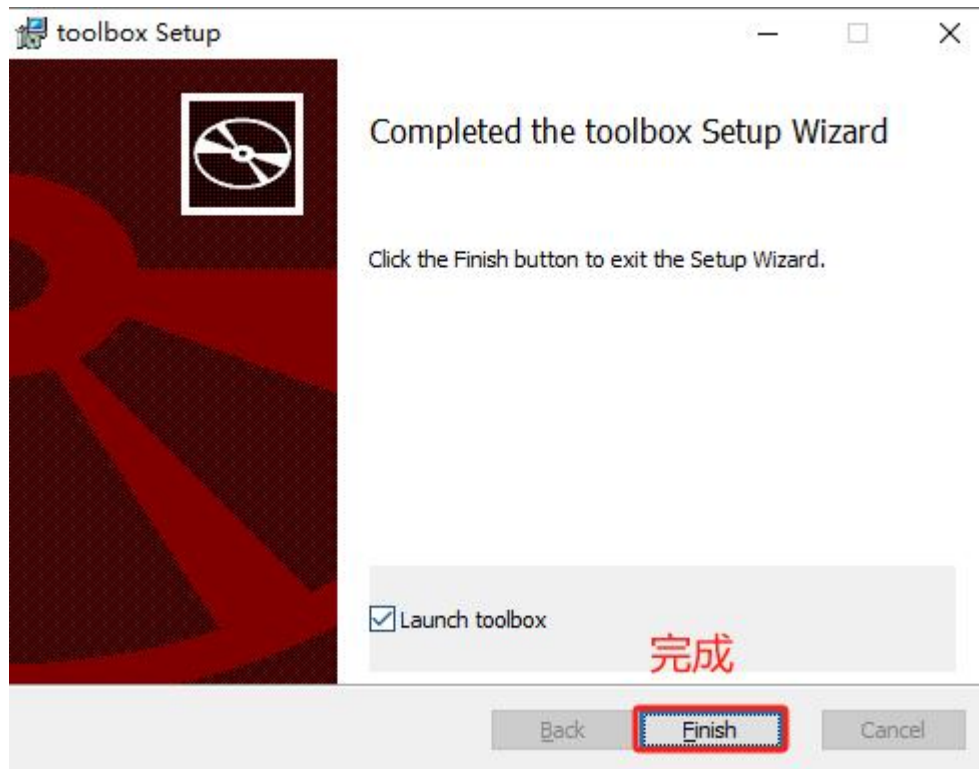 toolbox Setup
Completed the toolbox Setup Wizard
Click the Finish button to exit the Setup Wizard.
Launch toolbox
完成
Back Finish Cancel